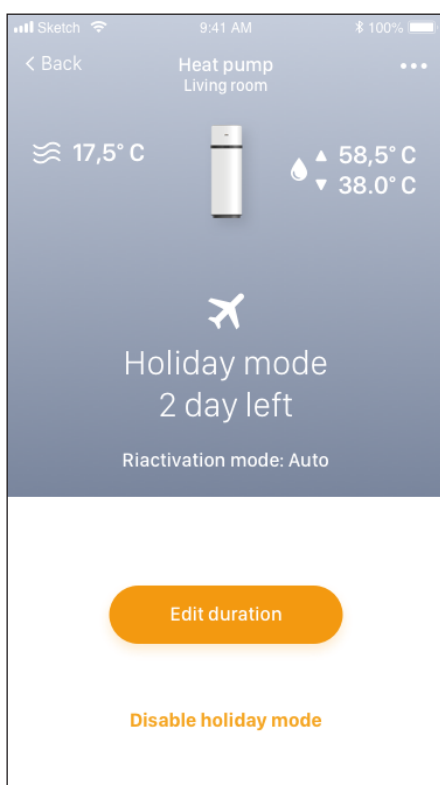 Sketch 9:41 AM 100%
Back Heat pump
Living room
17,5° C
58,5° C
38.0° C
Holiday mode
2 day left
Riactivation mode: Auto
Edit duration
Disable holiday mode